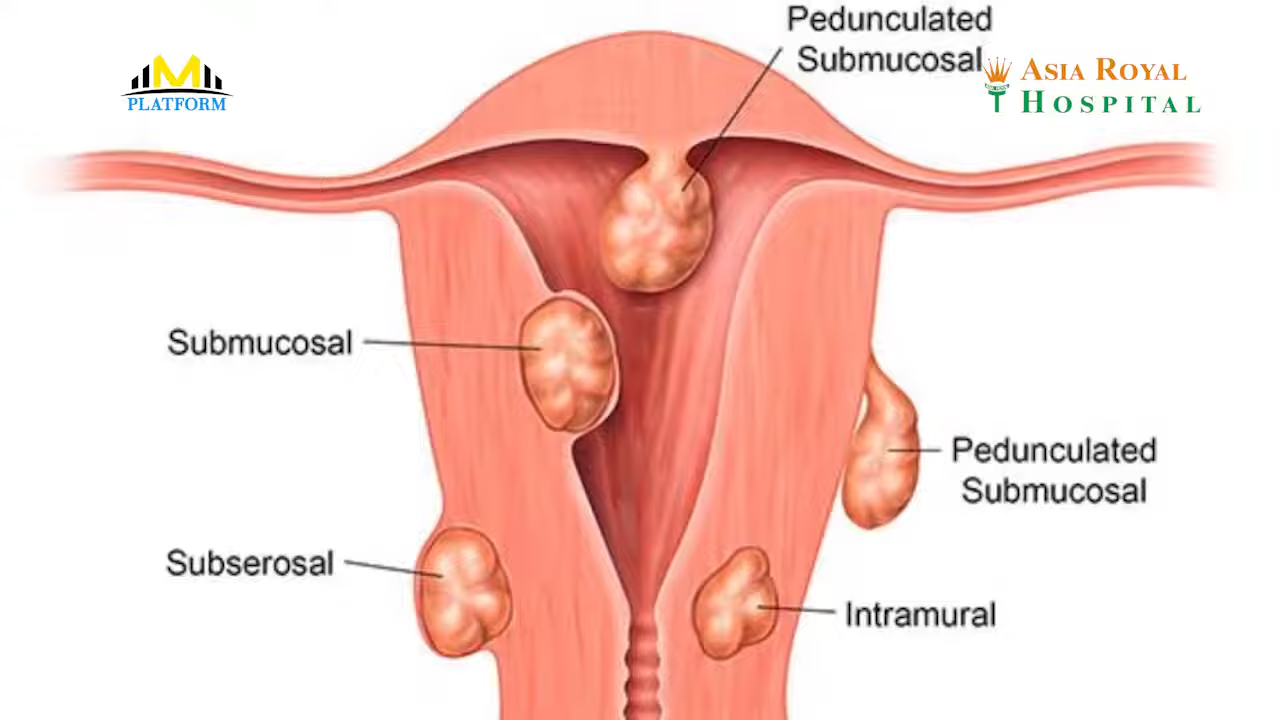 Pedunculated
Submucosal
M
PLATFORM
ASIA ROYAL
HOSPITAL
Submucosal
Pedunculated
Submucosal
Subserosal
Intramural